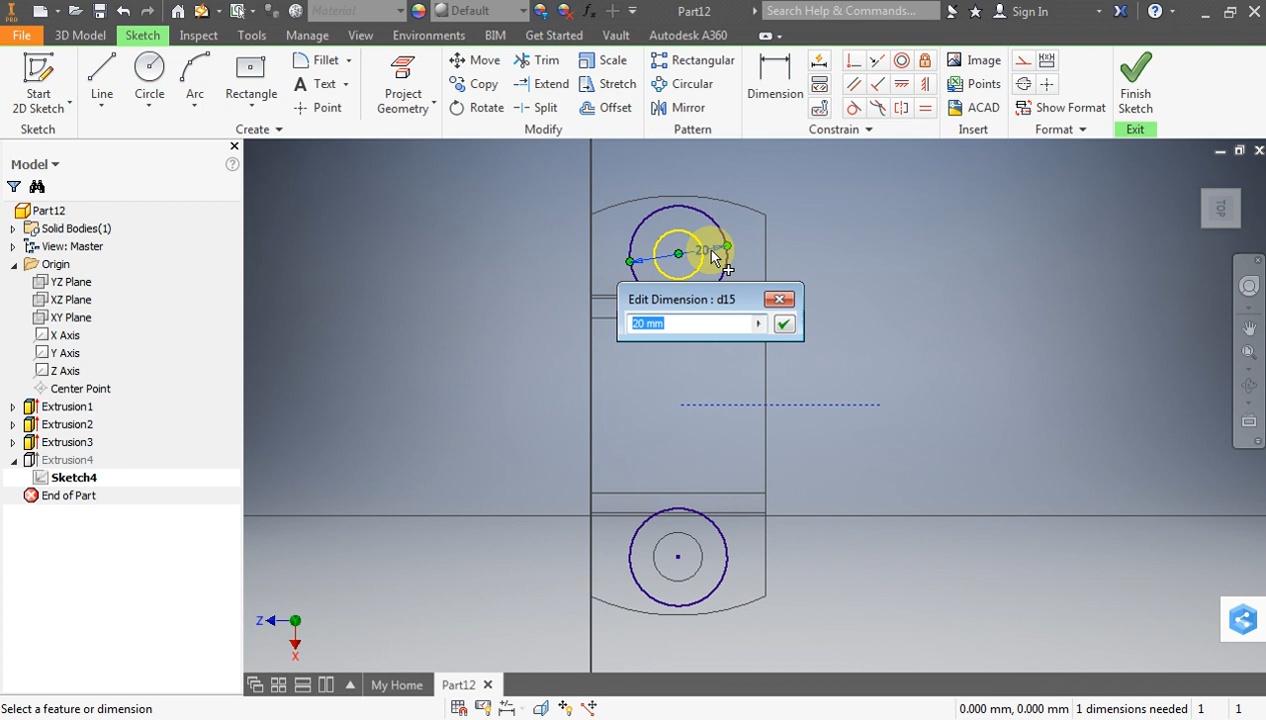 Material
Default
Part12
Search Help & Commands...
Sign In
PRO
File
3D Model
Sketch
Inspect
Tools
Manage
View
Environments
BIM
Get Started
Vault
Autodesk A360
Start
2D Sketch
Line
Circle
Arc
Rectangle
Fillet
Text
Point
Project
Geometry
Move
Copy
Rotate
Trim
Extend
Split
Scale
Stretch
Offset
Rectangular
Circular
Mirror
Dimension
Image
Points
ACAD
Show Format
Finish
Sketch
Sketch
Create
Modify
Pattern
Constrain
Insert
Format
Exit
Model
Part12
Solid Bodies(1)
View: Master
Origin
YZ Plane
XZ Plane
XY Plane
X Axis
Y Axis
Z Axis
Center Point
Extrusion1
Extrusion2
Extrusion3
Extrusion4
Sketch4
End of Part
TOP
20
Edit Dimension : d15
20 mm
Z
X
My Home
Part12
Select a feature or dimension
0.000 mm, 0.000 mm
1 dimensions needed
1
1